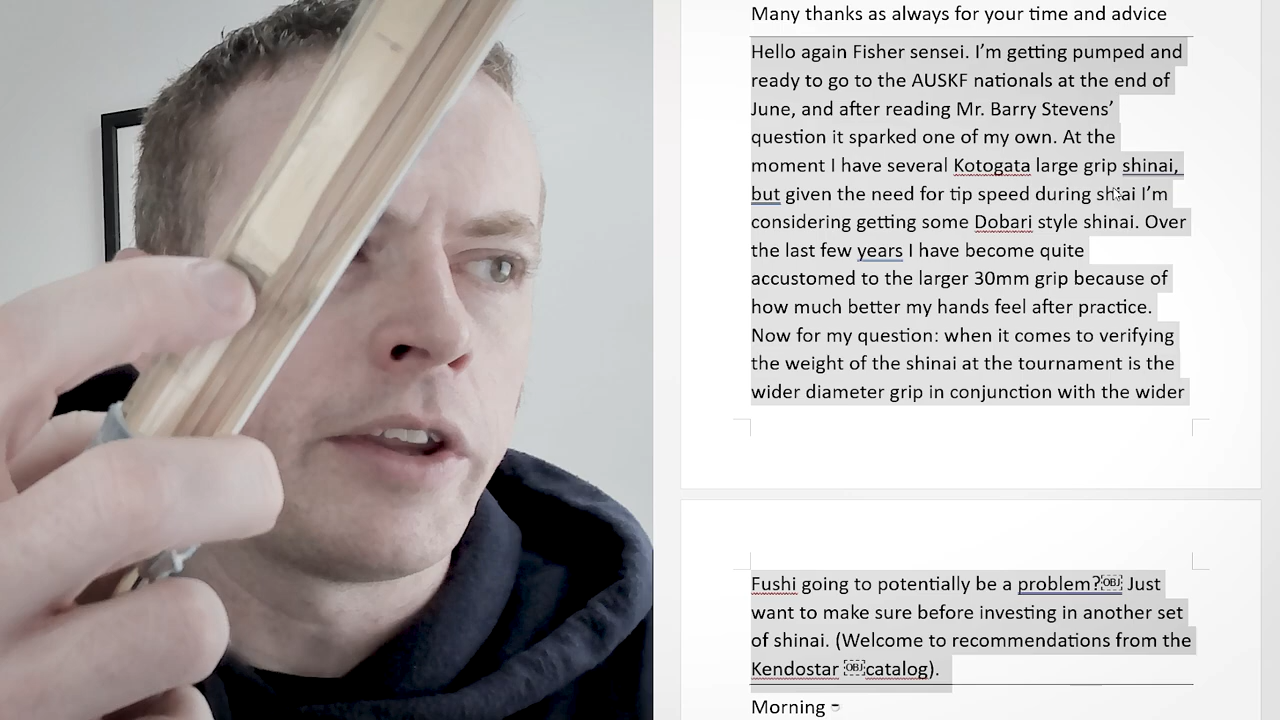 Many thanks as always for your time and advice
Hello again Fisher sensei. I’m getting pumped and
ready to go to the AUSKF nationals at the end of
June, and after reading Mr. Barry Stevens’
question it sparked one of my own. At the
moment I have several Kotogata large grip shinai,
but given the need for tip speed during shiai I’m
considering getting some Dobari style shinai. Over
the last few years I have become quite
accustomed to the larger 30mm grip because of
how much better my hands feel after practice.
Now for my question: when it comes to verifying
the weight of the shinai at the tournament is the
wider diameter grip in conjunction with the wider
Fushi going to potentially be a problem?OBJ Just
want to make sure before investing in another set
of shinai. (Welcome to recommendations from the
Kendostar OBJcatalog).
Morning -